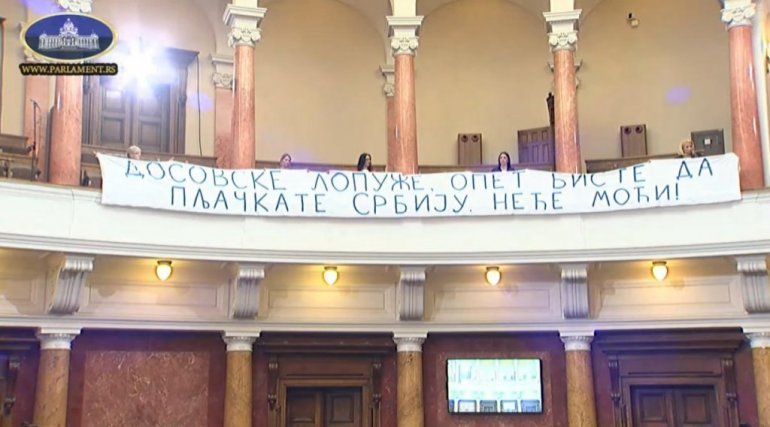 WWW.PARLAMENT.RS
ДОСОВСКЕ ЛОПУЖЕ, ОПЕТ БИСТЕ ДА
ПЉАЧКАТЕ СРБИЈУ, НЕЋЕ МОЋИ!